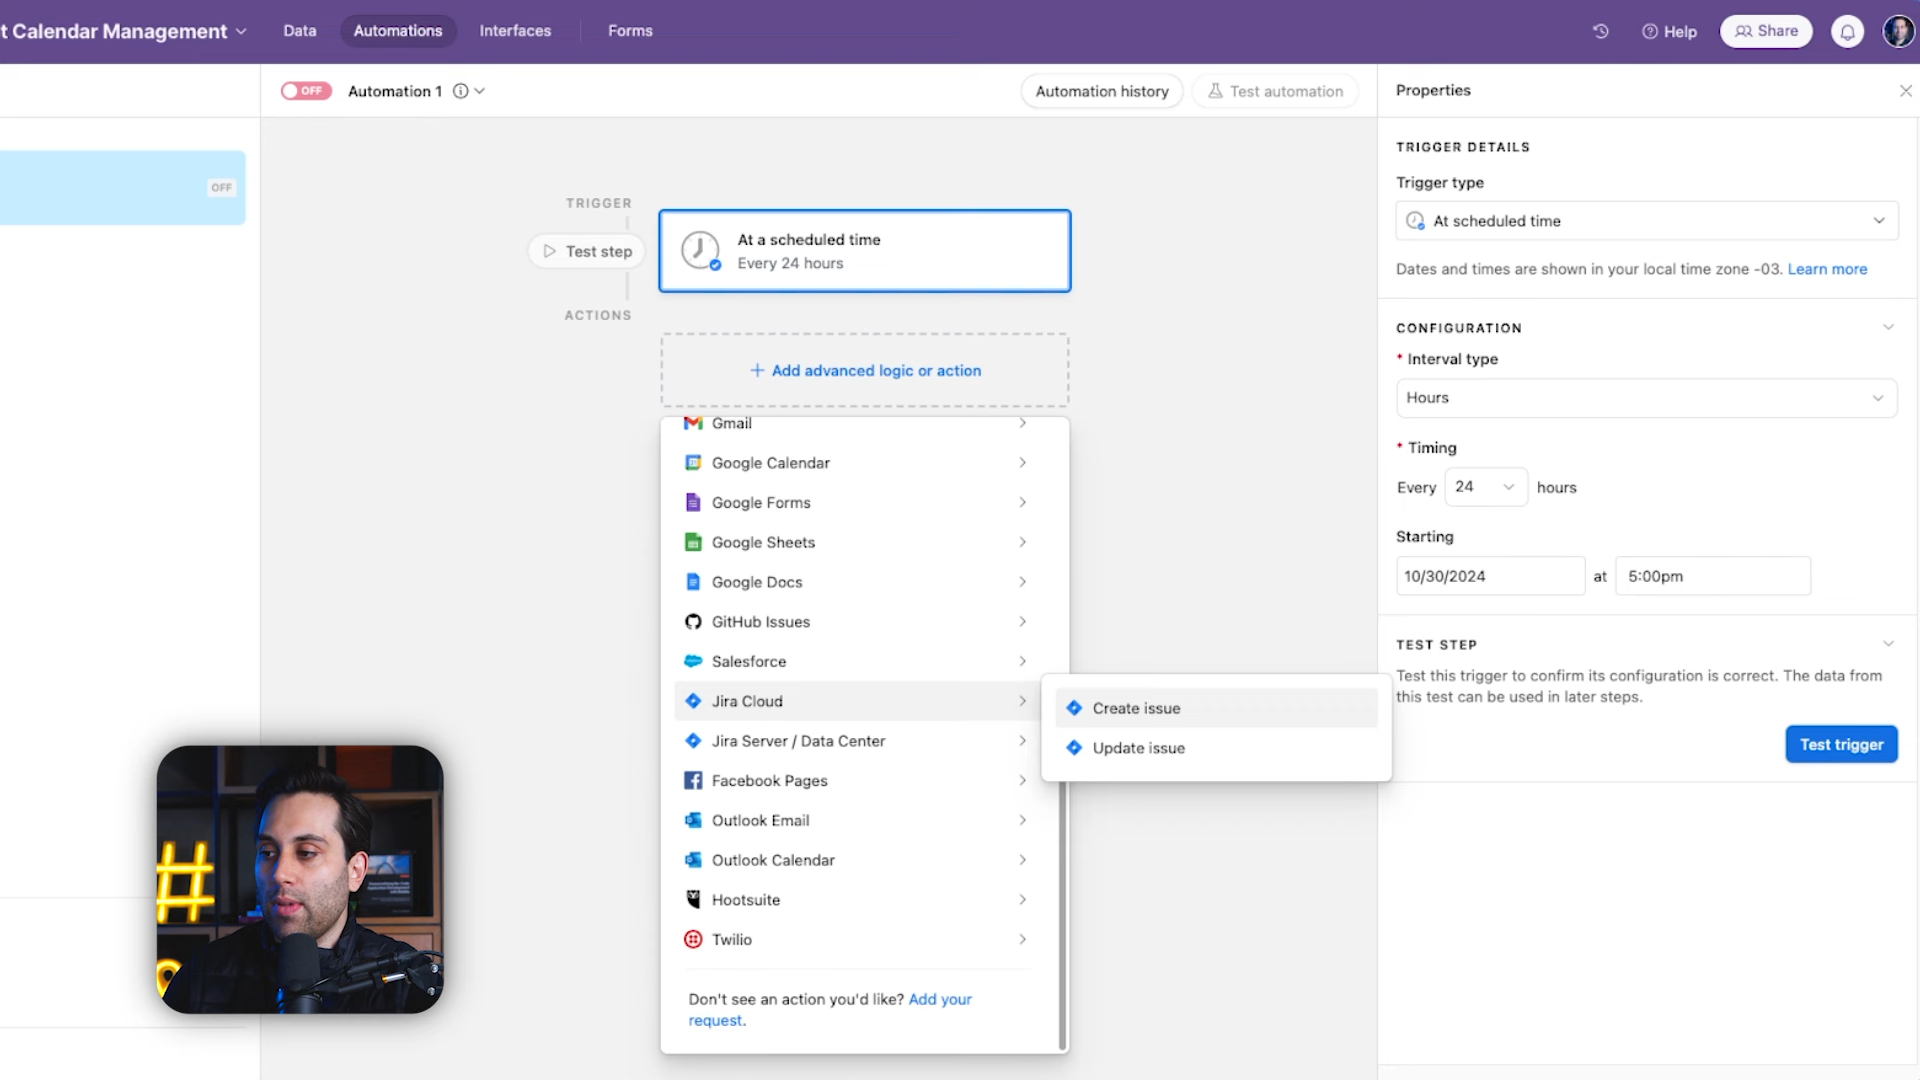 t Calendar Management
Data
Automations
Interfaces
Forms
Help
Share
OFF
Automation 1
Automation history
Test automation
Properties
OFF
TRIGGER
Test step
At a scheduled time
Every 24 hours
ACTIONS
Add advanced logic or action
Gmail
Google Calendar
Google Forms
Google Sheets
Google Docs
GitHub Issues
Salesforce
Jira Cloud
Jira Server / Data Center
Facebook Pages
Outlook Email
Outlook Calendar
Hootsuite
Twilio
Don't see an action you'd like? Add your
request.
Create issue
Update issue
TRIGGER DETAILS
Trigger type
At scheduled time
Dates and times are shown in your local time zone -03. Learn more
CONFIGURATION
* Interval type
Hours
* Timing
Every 24 hours
Starting
10/30/2024 at 5:00pm
TEST STEP
Test this trigger to confirm its configuration is correct. The data from
this test can be used in later steps.
Test trigger
#